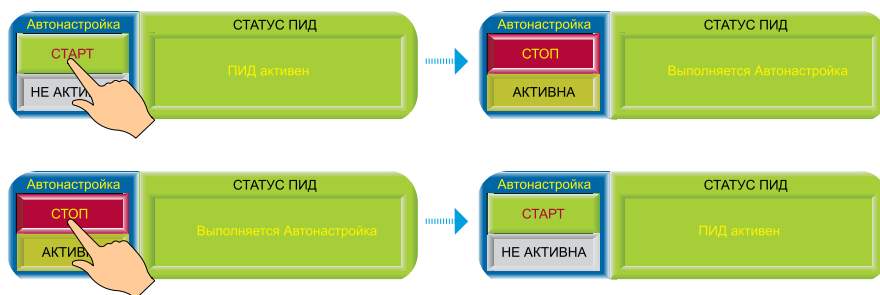 Автонастройка
СТАТУС ПИД
СТАРТ
ПИД активен
НЕ АКТИ
Автонастройка
СТАТУС ПИД
СТОП
Выполняется Автонастройка
АКТИВНА
Автонастройка
СТАТУС ПИД
СТОП
Выполняется Автонастройка
АКТИВ
Автонастройка
СТАТУС ПИД
СТАРТ
ПИД активен
НЕ АКТИВНА